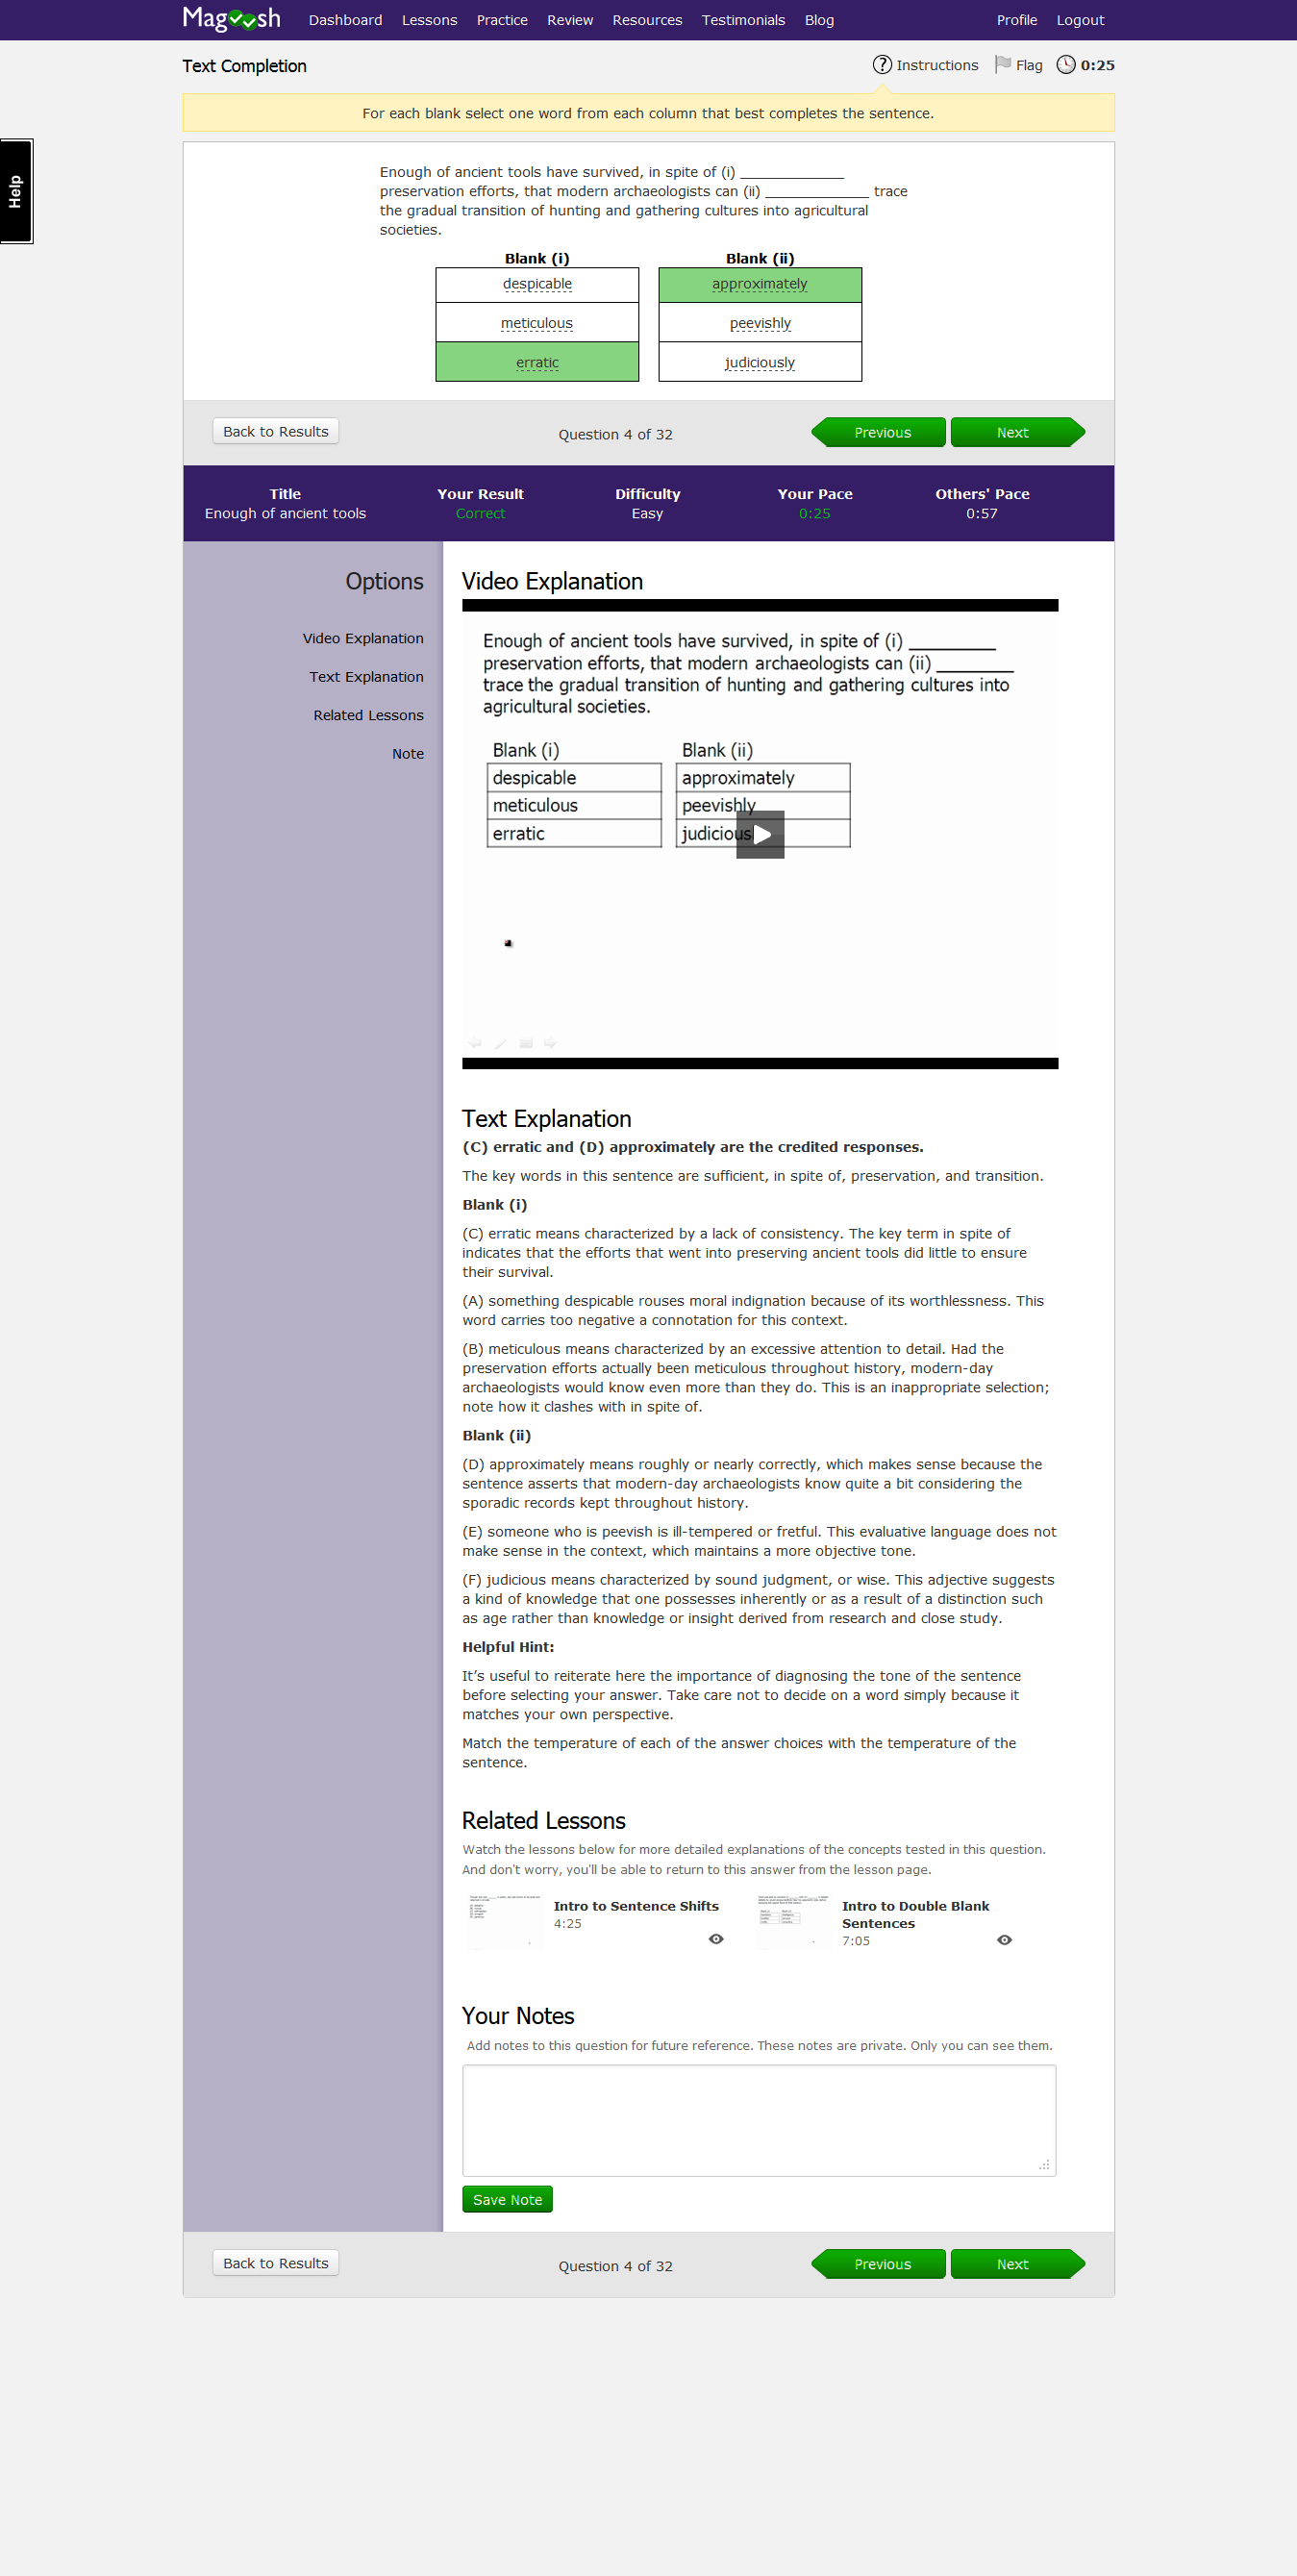 Magoosh Dashboard Lessons Practice Review Resources Testimonials Blog Profile Logout
Text Completion ? Instructions Flag 0:25
For each blank select one word from each column that best completes the sentence.
Help
Enough of ancient tools have survived, in spite of (i) ______________
preservation efforts, that modern archaeologists can (ii) ______________ trace
the gradual transition of hunting and gathering cultures into agricultural
societies.
Blank (i) Blank (ii)
despicable approximately
meticulous peevishly
erratic judiciously
Back to Results Question 4 of 32 Previous Next
Title Your Result Difficulty Your Pace Others' Pace
Enough of ancient tools Correct Easy 0:25 0:57
Options
Video Explanation
Text Explanation
Related Lessons
Note
Video Explanation
Enough of ancient tools have survived, in spite of (i) _________
preservation efforts, that modern archaeologists can (ii) ________
trace the gradual transition of hunting and gathering cultures into
agricultural societies.
Blank (i) Blank (ii)
despicable approximately
meticulous peevishly
erratic judicious
Text Explanation
(C) erratic and (D) approximately are the credited responses.
The key words in this sentence are sufficient, in spite of, preservation, and transition.
Blank (i)
(C) erratic means characterized by a lack of consistency. The key term in spite of
indicates that the efforts that went into preserving ancient tools did little to ensure
their survival.
(A) something despicable rouses moral indignation because of its worthlessness. This
word carries too negative a connotation for this context.
(B) meticulous means characterized by an excessive attention to detail. Had the
preservation efforts actually been meticulous throughout history, modern-day
archaeologists would know even more than they do. This is an inappropriate selection;
note how it clashes with in spite of.
Blank (ii)
(D) approximately means roughly or nearly correctly, which makes sense because the
sentence asserts that modern-day archaeologists know quite a bit considering the
sporadic records kept throughout history.
(E) someone who is peevish is ill-tempered or fretful. This evaluative language does not
make sense in the context, which maintains a more objective tone.
(F) judicious means characterized by sound judgment, or wise. This adjective suggests
a kind of knowledge that one possesses inherently or as a result of a distinction such
as age rather than knowledge or insight derived from research and close study.
Helpful Hint:
It's useful to reiterate here the importance of diagnosing the tone of the sentence
before selecting your answer. Take care not to decide on a word simply because it
matches your own perspective.
Match the temperature of each of the answer choices with the temperature of the
sentence.
Related Lessons
Watch the lessons below for more detailed explanations of the concepts tested in this question.
And don't worry, you'll be able to return to this answer from the lesson page.
Intro to Sentence Shifts
4:25
Intro to Double Blank
Sentences
7:05
Your Notes
Add notes to this question for future reference. These notes are private. Only you can see them.
Save Note
Back to Results Question 4 of 32 Previous Next